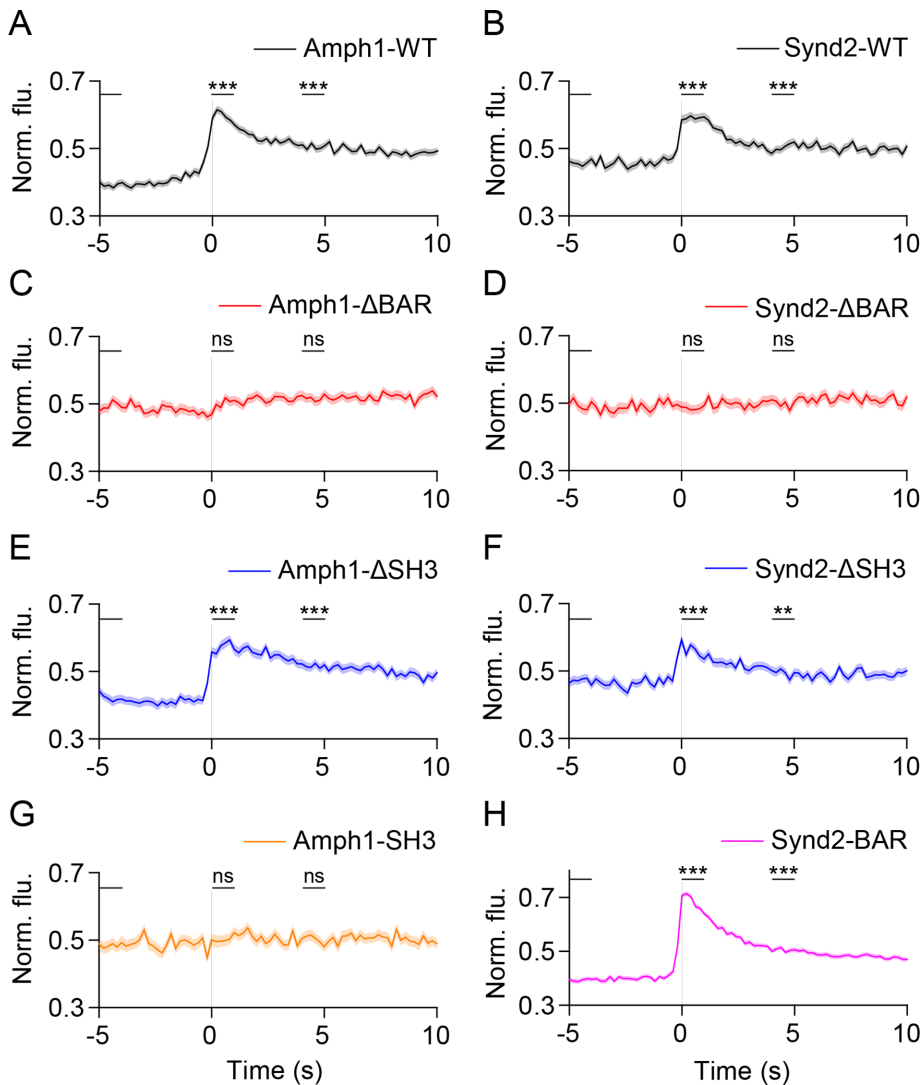 A
Amph1-WT
Norm. flu.
0.7
0.5
0.3
*** ***
-5 0 5 10
B
Synd2-WT
Norm. flu.
0.7
0.5
0.3
*** ***
-5 0 5 10
C
Amph1-ΔBAR
Norm. flu.
0.7
0.5
0.3
ns ns
-5 0 5 10
D
Synd2-ΔBAR
Norm. flu.
0.7
0.5
0.3
ns ns
-5 0 5 10
E
Amph1-ΔSH3
Norm. flu.
0.7
0.5
0.3
*** ***
-5 0 5 10
F
Synd2-ΔSH3
Norm. flu.
0.7
0.5
0.3
*** **
-5 0 5 10
G
Amph1-SH3
Norm. flu.
0.7
0.5
0.3
ns ns
-5 0 5 10
Time (s)
H
Synd2-BAR
Norm. flu.
0.7
0.7
0.5
0.3
*** ***
-5 0 5 10
Time (s)